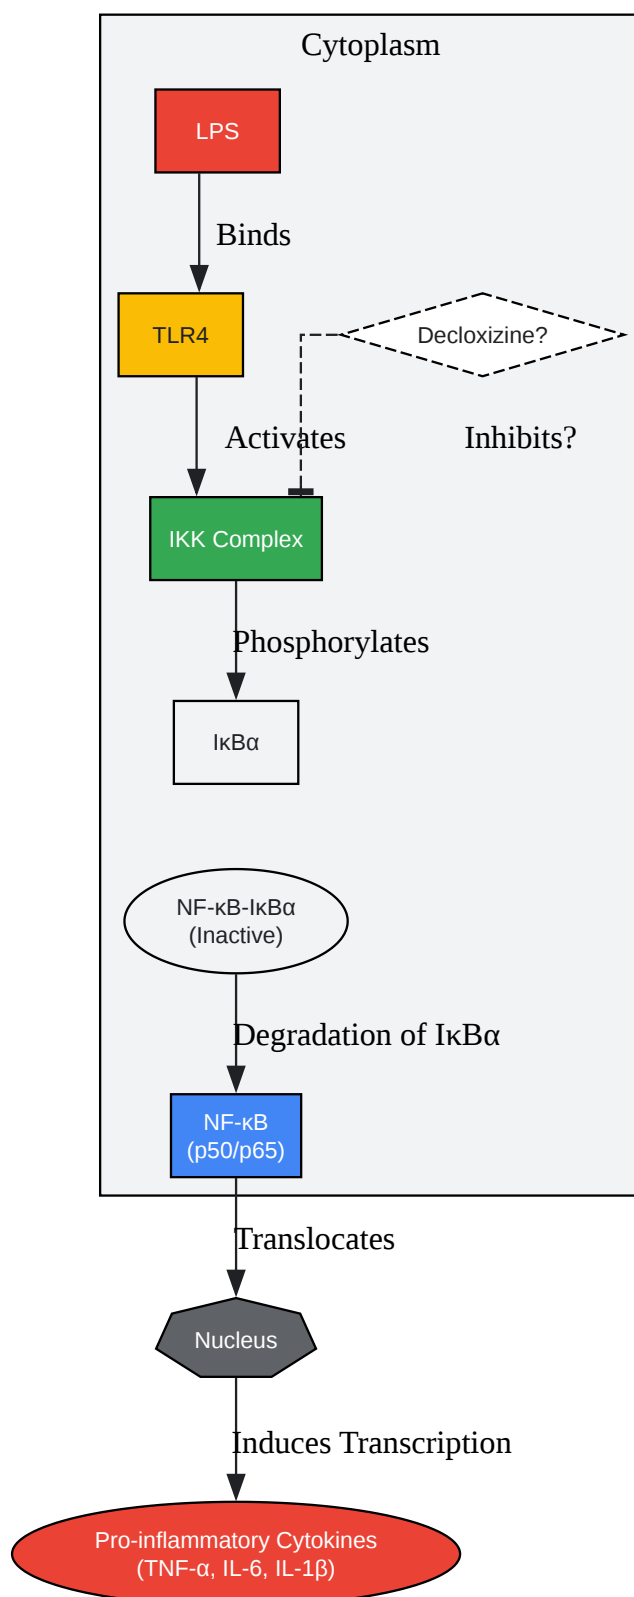 Cytoplasm
LPS
Binds
TLR4
Decloxizine?
Activates
Inhibits?
IKK Complex
Phosphorylates
IκBα
NF-κB-IκBα
(Inactive)
Degradation of IκBα
NF-κB
(p50/p65)
Translocates
Nucleus
Induces Transcription
Pro-inflammatory Cytokines
(TNF-α, IL-6, IL-1β)